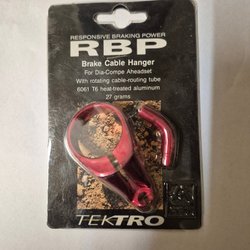 RESPONSIVE BRAKING POWER
RBP
Brake Cable Hanger
For Dia-Compe Aheadset
With rotating cable-routing tube
6061 T6 heat-treated aluminum
27 grams
TEKTRO